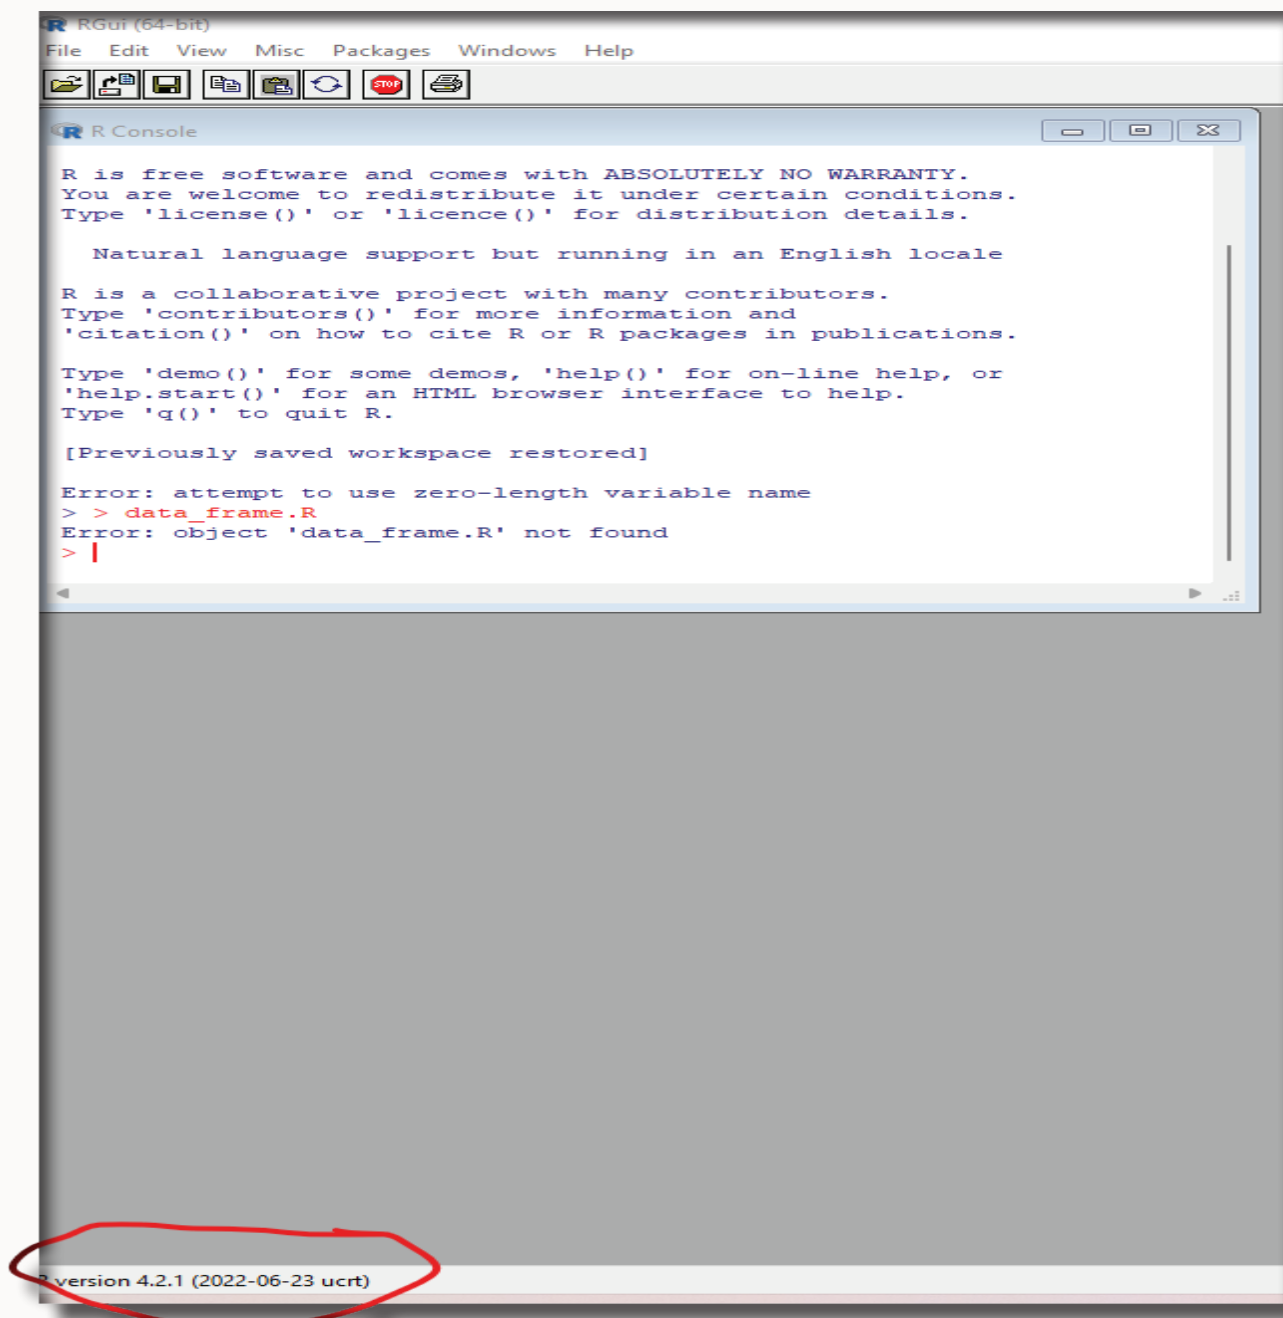 RGui (64-bit)
File Edit View Misc Packages Windows Help
STOP
R Console
R is free software and comes with ABSOLUTELY NO WARRANTY.
You are welcome to redistribute it under certain conditions.
Type 'license()' or 'licence()' for distribution details.
Natural language support but running in an English locale
R is a collaborative project with many contributors.
Type 'contributors()' for more information and
'citation()' on how to cite R or R packages in publications.
Type 'demo()' for some demos, 'help()' for on-line help, or
'help.start()' for an HTML browser interface to help.
Type 'q()' to quit R.
[Previously saved workspace restored]
Error: attempt to use zero-length variable name
> > data_frame.R
Error: object 'data_frame.R' not found
>
R version 4.2.1 (2022-06-23 ucrt)